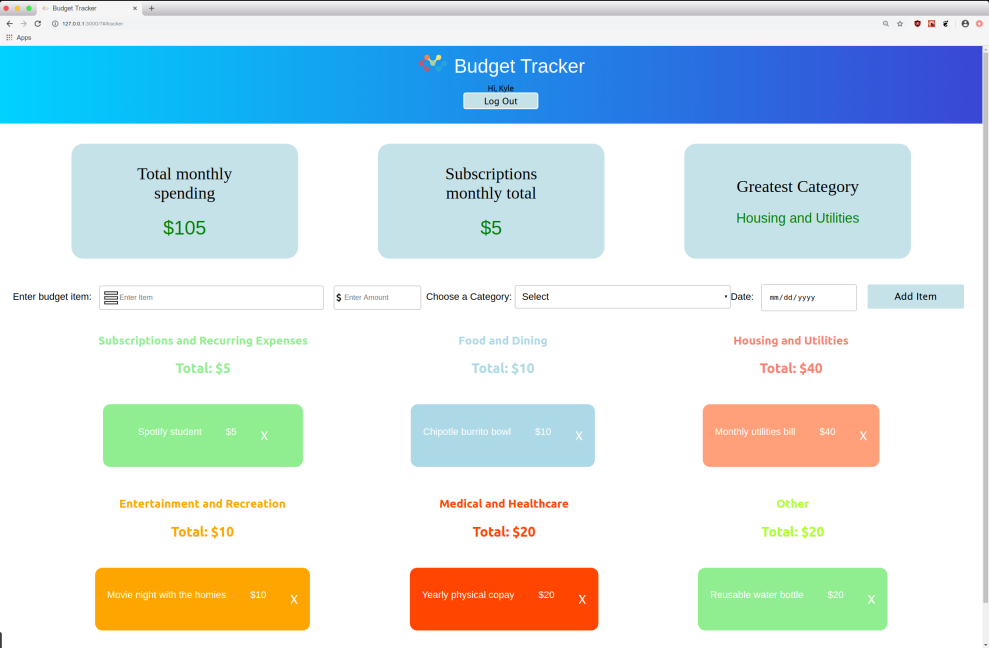 Budget Tracker × +
127.0.0.1:3000/?#tracker
Apps
Budget Tracker
Hi, Kyle
Log Out
Total monthly
spending
$105
Subscriptions
monthly total
$5
Greatest Category
Housing and Utilities
Enter budget item: Enter Item $ Enter Amount Choose a Category: Select Date: mm/dd/yyyy Add Item
Subscriptions and Recurring Expenses
Total: $5
Spotify student $5 X
Food and Dining
Total: $10
Chipotle burrito bowl $10 X
Housing and Utilities
Total: $40
Monthly utilities bill $40 X
Entertainment and Recreation
Total: $10
Movie night with the homies $10 X
Medical and Healthcare
Total: $20
Yearly physical copay $20 X
Other
Total: $20
Reusable water bottle $20 X